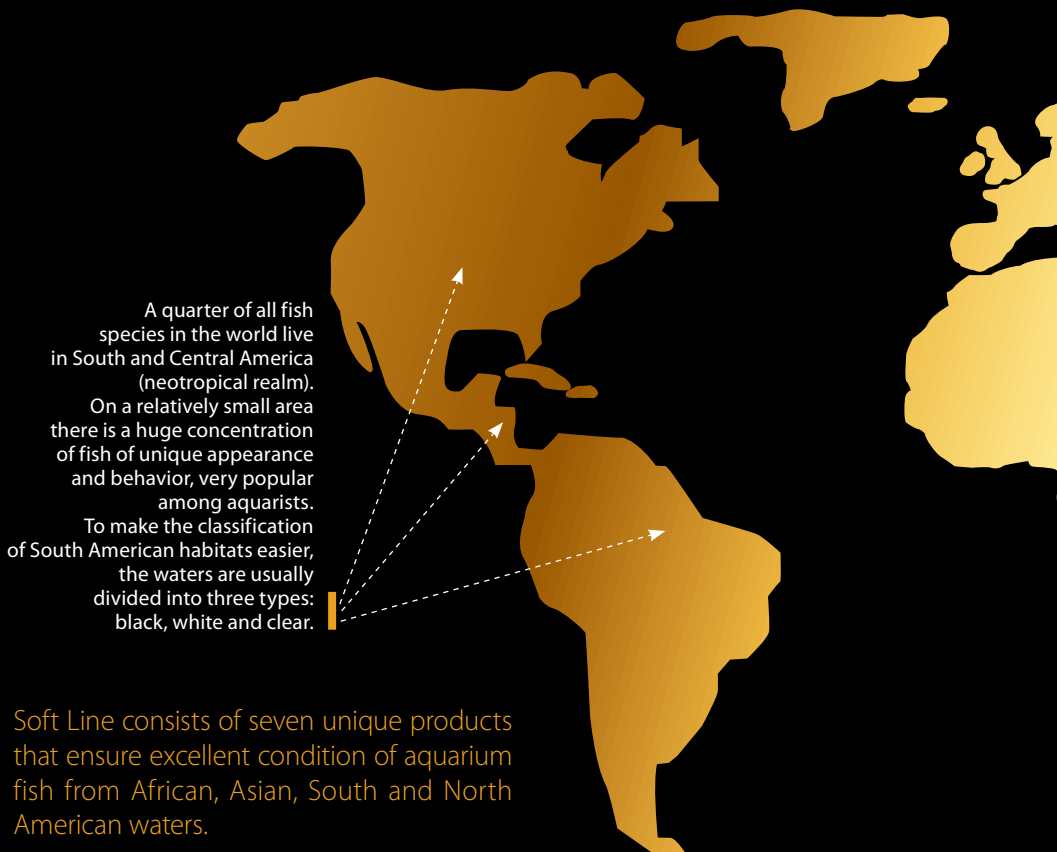 A quarter of all fish
species in the world live
in South and Central America
(neotropical realm).
On a relatively small area
there is a huge concentration
of fish of unique appearance
and behavior, very popular
among aquarists.
To make the classification
of South American habitats easier,
the waters are usually
divided into three types:
black, white and clear.
Soft Line consists of seven unique products
that ensure excellent condition of aquarium
fish from African, Asian, South and North
American waters.